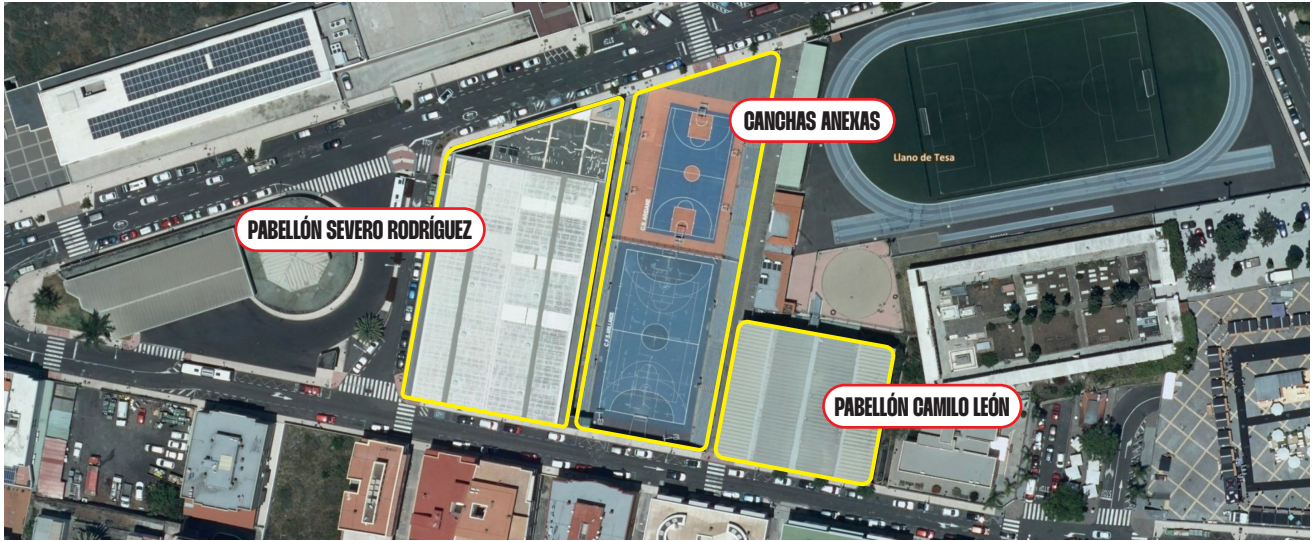 CANCHAS ANEXAS
Llano de Tesa
PABELLÓN SEVERO RODRÍGUEZ
PABELLÓN CAMILO LEÓN